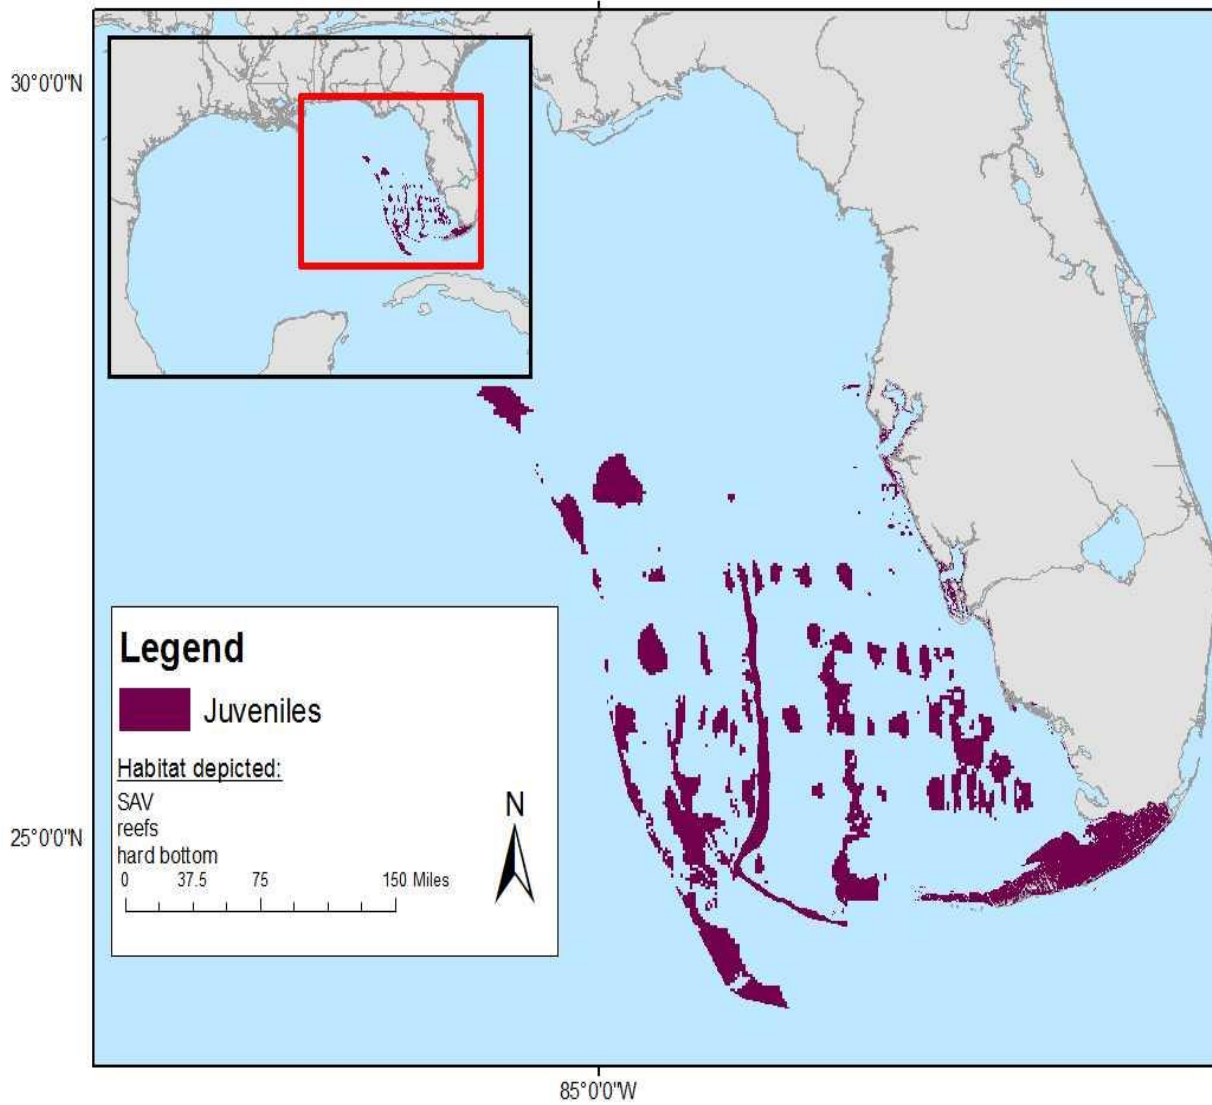 30°0'0"N
Legend
Juveniles
Habitat depicted:
SAV
reefs
hard bottom
N
0 37.5 75 150 Miles
25°0'0"N
85°0'0"W